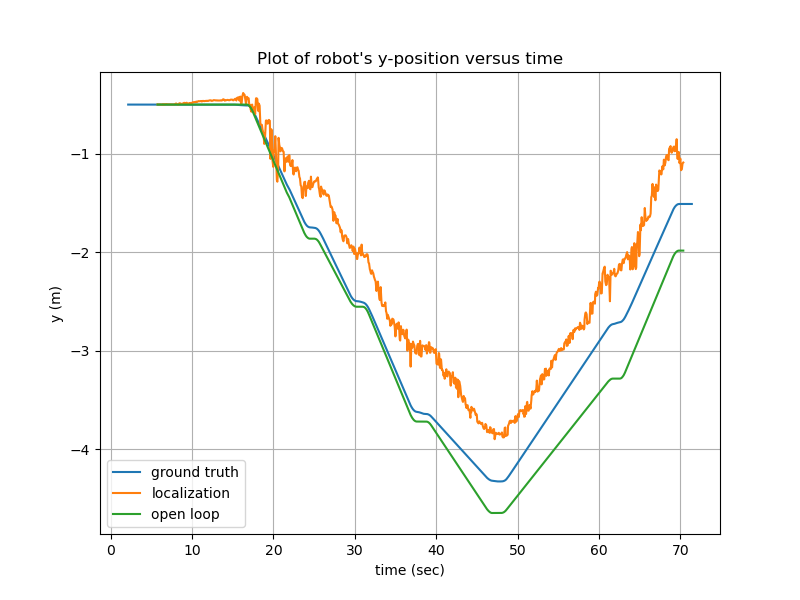 Plot of robot's y-position versus time
y (m)
−1
−2
−3
−4
ground truth
localization
open loop
0 10 20 30 40 50 60 70
time (sec)